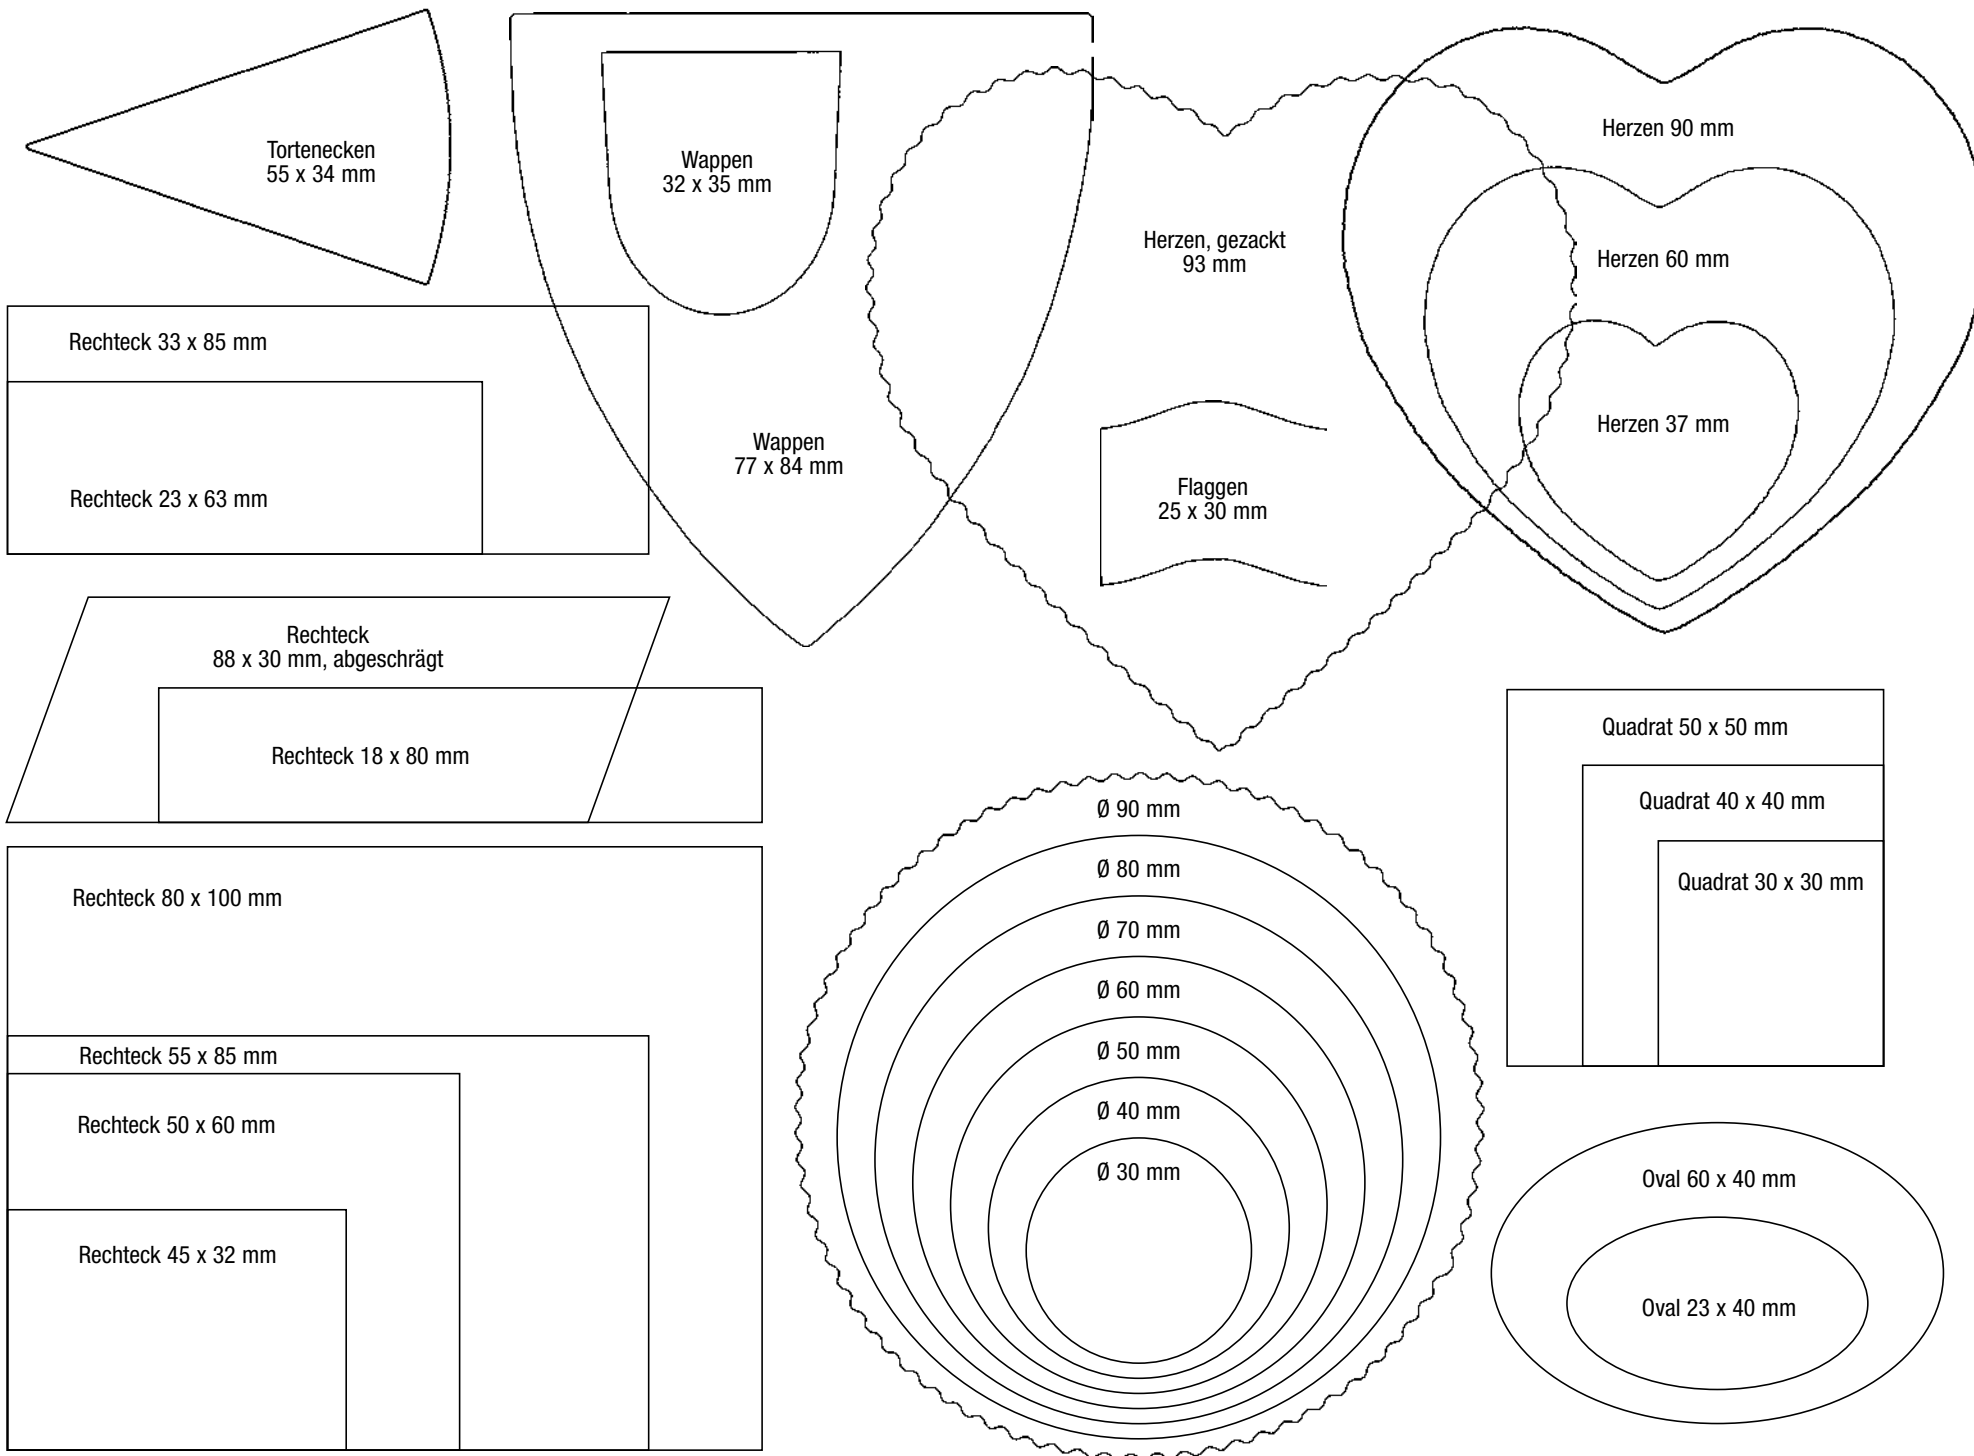 Tortenecken
55 x 34 mm
Wappen
32 x 35 mm
Herzen, gezackt
93 mm
Herzen 90 mm
Herzen 60 mm
Herzen 37 mm
Rechteck 33 x 85 mm
Rechteck 23 x 63 mm
Wappen
77 x 84 mm
Flaggen
25 x 30 mm
Rechteck
88 x 30 mm, abgeschrägt
Rechteck 18 x 80 mm
Quadrat 50 x 50 mm
Quadrat 40 x 40 mm
Quadrat 30 x 30 mm
Rechteck 80 x 100 mm
Rechteck 55 x 85 mm
Rechteck 50 x 60 mm
Rechteck 45 x 32 mm
Ø 90 mm
Ø 80 mm
Ø 70 mm
Ø 60 mm
Ø 50 mm
Ø 40 mm
Ø 30 mm
Oval 60 x 40 mm
Oval 23 x 40 mm